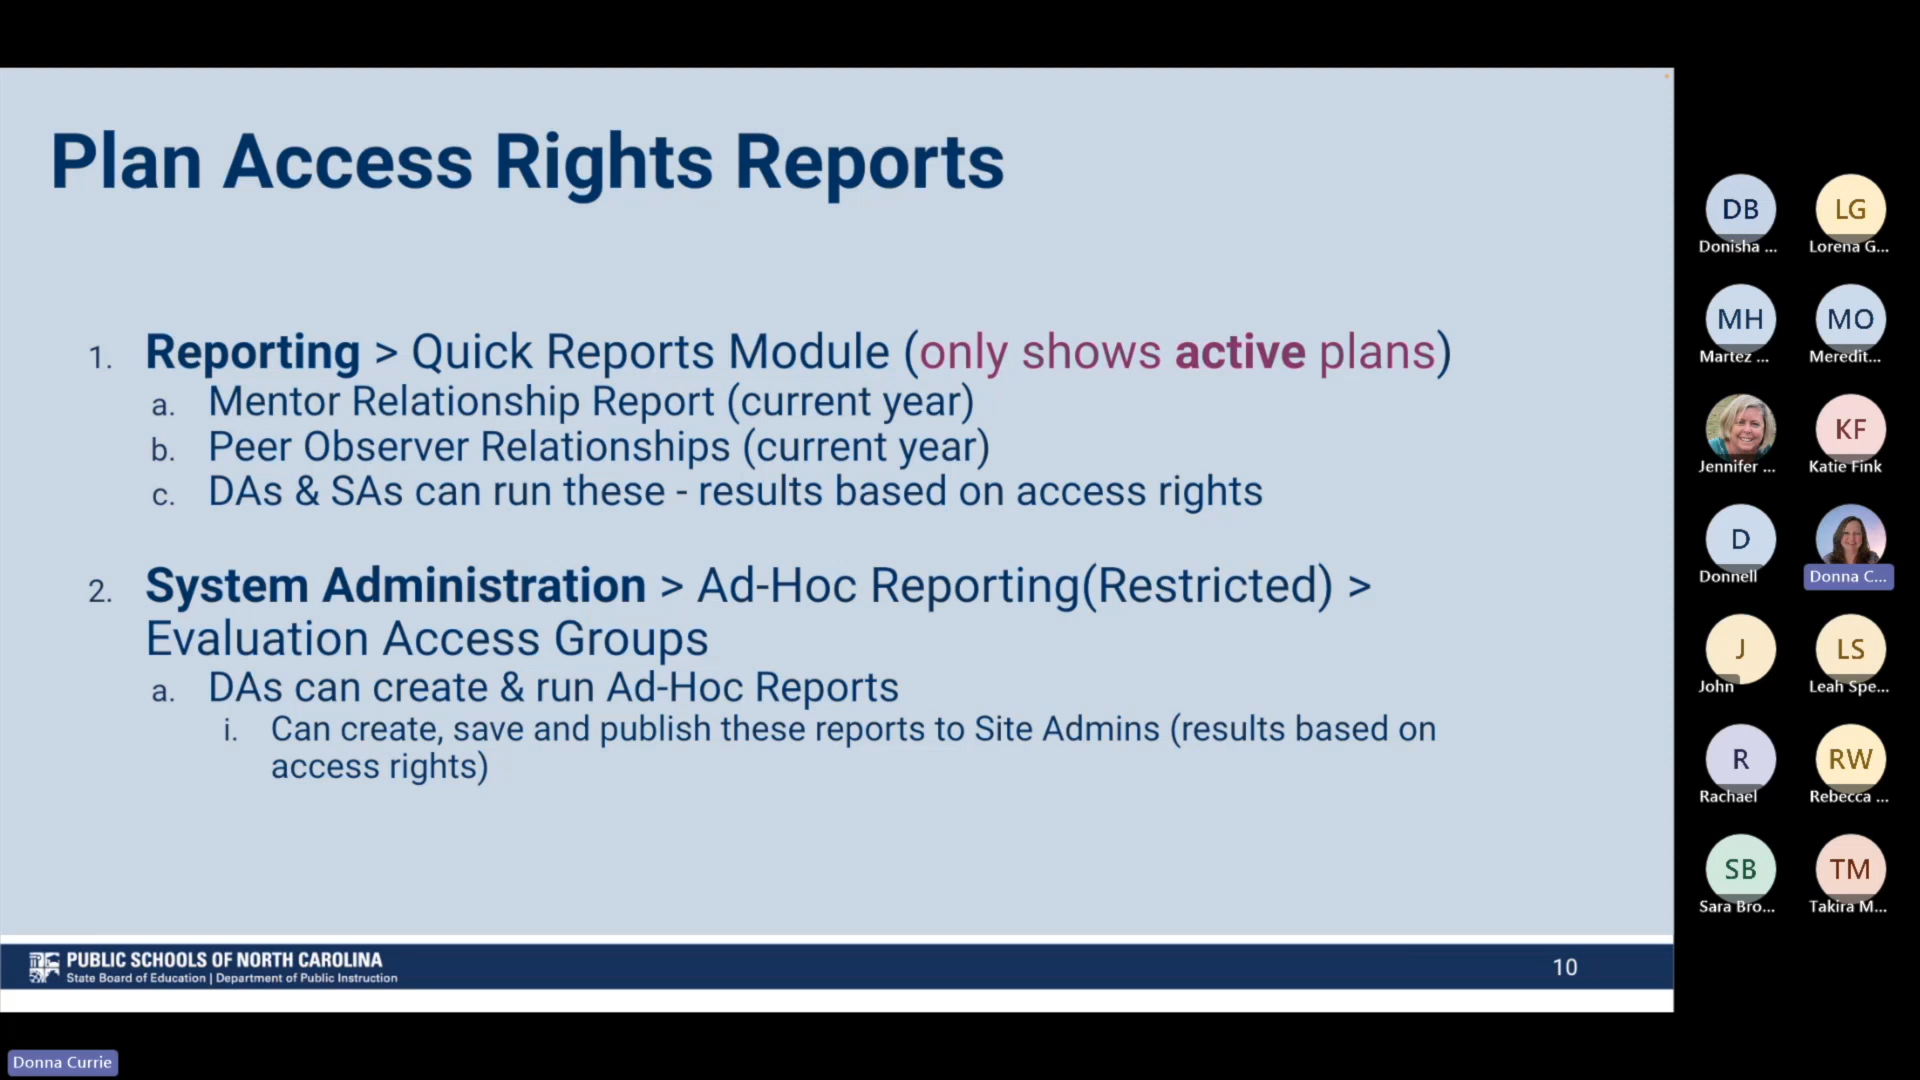 Plan Access Rights Reports
1. Reporting > Quick Reports Module (only shows active plans)
a. Mentor Relationship Report (current year)
b. Peer Observer Relationships (current year)
c. DAs & SAs can run these - results based on access rights
2. System Administration > Ad-Hoc Reporting(Restricted) >
Evaluation Access Groups
a. DAs can create & run Ad-Hoc Reports
i. Can create, save and publish these reports to Site Admins (results based on
access rights)
PUBLIC SCHOOLS OF NORTH CAROLINA
State Board of Education | Department of Public Instruction
10
DB
Donisha ...
LG
Lorena G...
MH
Martez ...
MO
Meredit...
Jennifer ...
KF
Katie Fink
D
Donnell
Donna C...
J
John
LS
Leah Spe...
R
Rachael
RW
Rebecca ...
SB
Sara Bro...
TM
Takira M...
Donna Currie